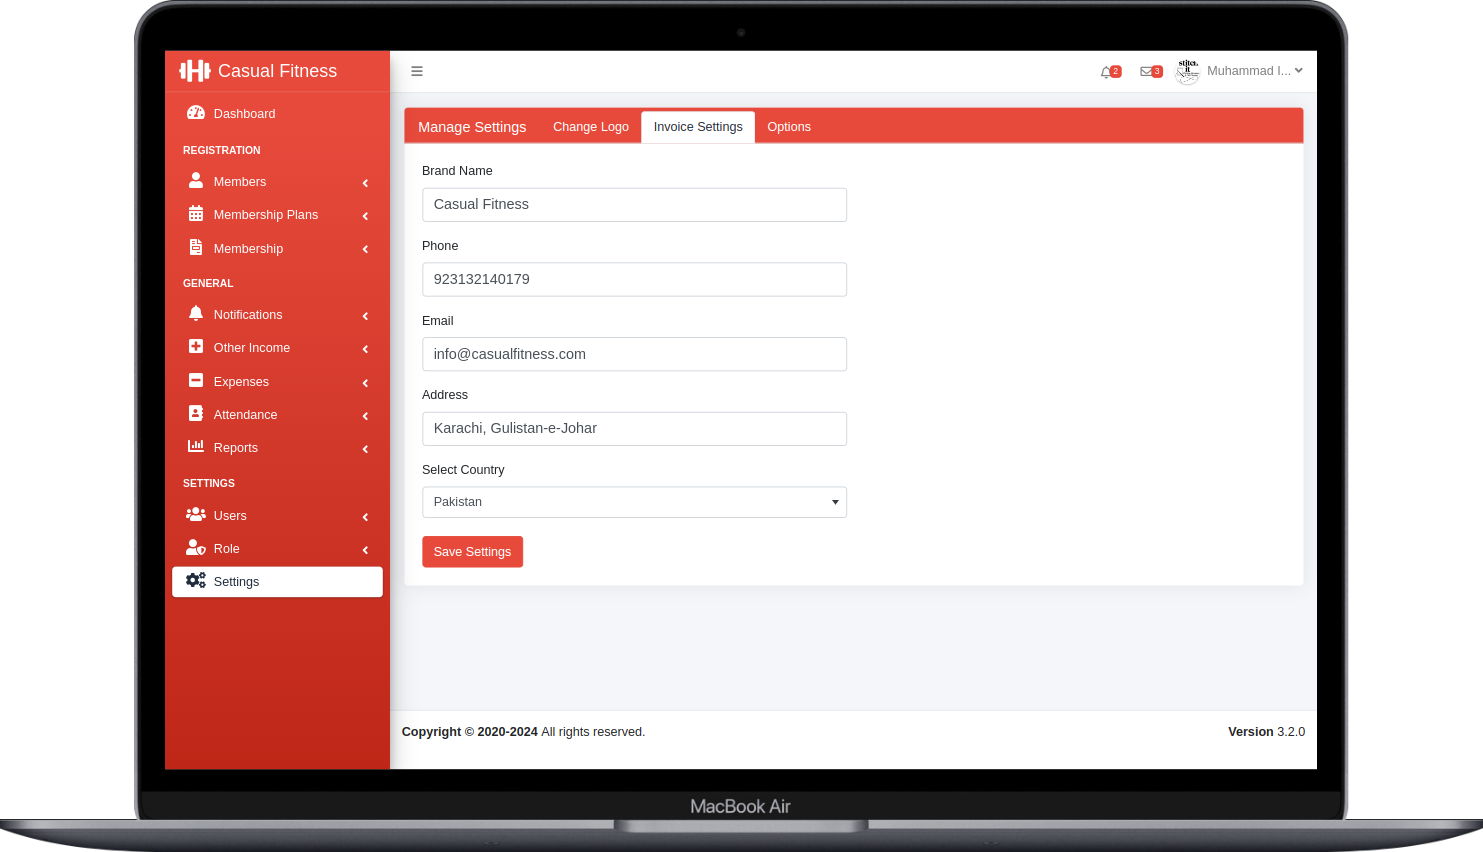 Casual Fitness
2
3
stitch it
Muhammad I...
Dashboard
REGISTRATION
Members
Membership Plans
Membership
GENERAL
Notifications
Other Income
Expenses
Attendance
Reports
SETTINGS
Users
Role
Settings
Manage Settings
Change Logo
Invoice Settings
Options
Brand Name
Casual Fitness
Phone
923132140179
Email
info@casualfitness.com
Address
Karachi, Gulistan-e-Johar
Select Country
Pakistan
Save Settings
Copyright © 2020-2024 All rights reserved.
Version 3.2.0
MacBook Air